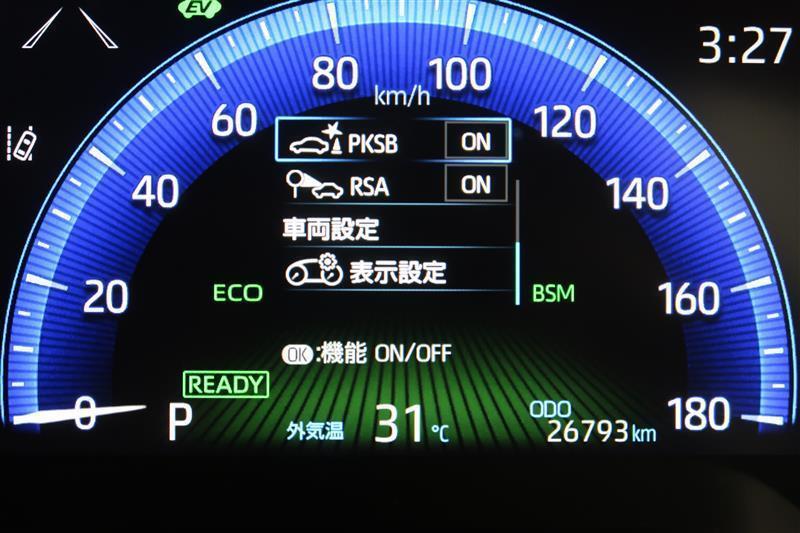 EV
3:27
80
100
km/h
60
120
PKSB ON
40
RSA ON
140
車両設定
表示設定
20
ECO
BSM
160
OK:機能 ON/OFF
READY
0
P
外気温 31℃
ODO
26793km
180